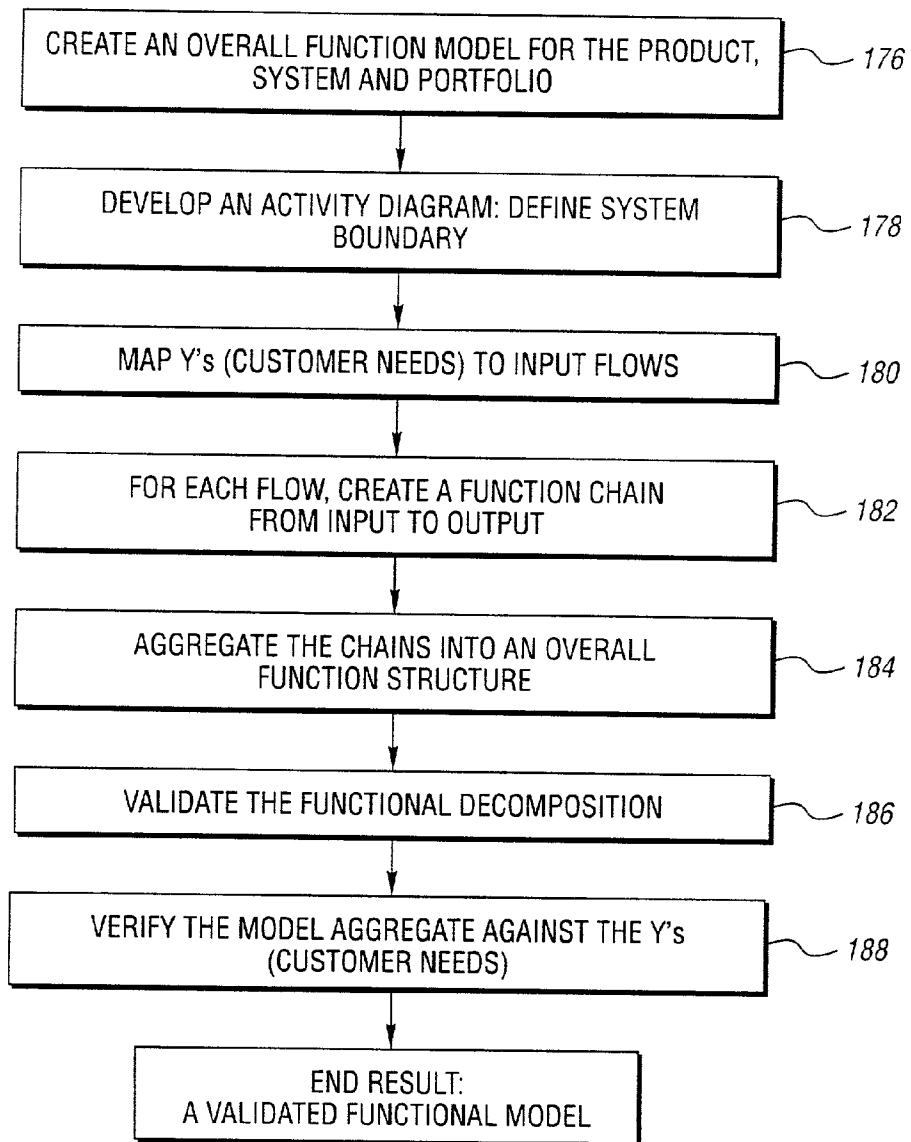 CREATE AN OVERALL FUNCTION MODEL FOR THE PRODUCT,
SYSTEM AND PORTFOLIO
176
DEVELOP AN ACTIVITY DIAGRAM: DEFINE SYSTEM
BOUNDARY
178
MAP Y's (CUSTOMER NEEDS) TO INPUT FLOWS
180
FOR EACH FLOW, CREATE A FUNCTION CHAIN
FROM INPUT TO OUTPUT
182
AGGREGATE THE CHAINS INTO AN OVERALL
FUNCTION STRUCTURE
184
VALIDATE THE FUNCTIONAL DECOMPOSITION
186
VERIFY THE MODEL AGGREGATE AGAINST THE Y's
(CUSTOMER NEEDS)
188
END RESULT:
A VALIDATED FUNCTIONAL MODEL